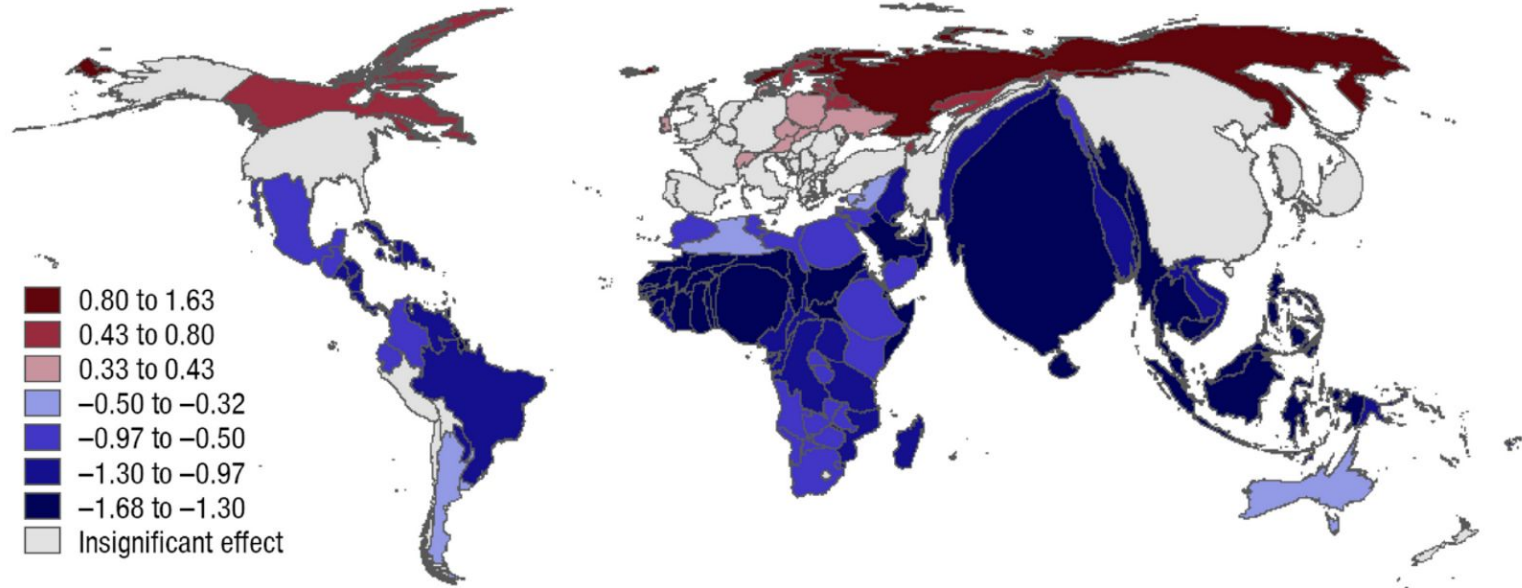 0.80 to 1.63
0.43 to 0.80
0.33 to 0.43
–0.50 to –0.32
–0.97 to –0.50
–1.30 to –0.97
–1.68 to –1.30
Insignificant effect